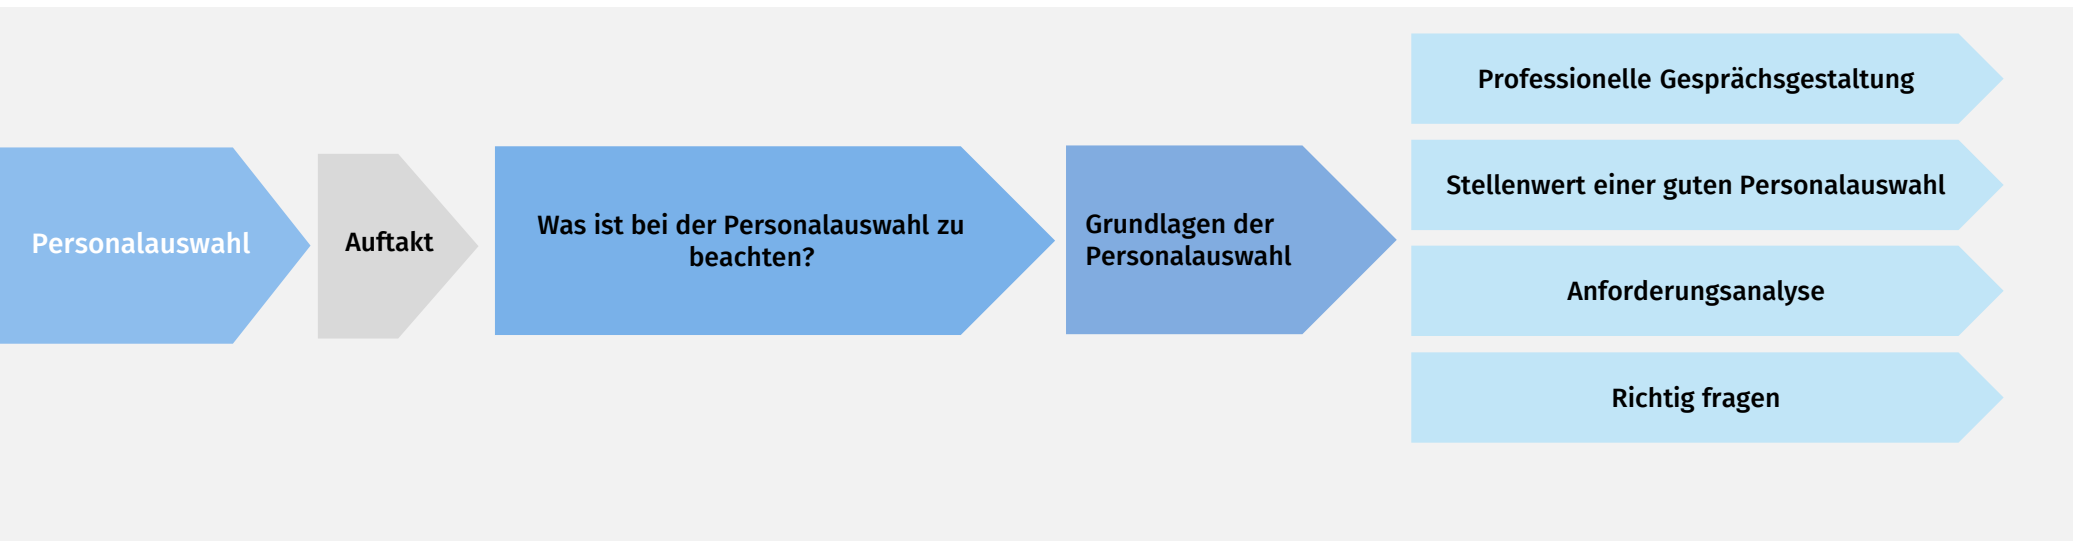 Personalauswahl
Auftakt
Was ist bei der Personalauswahl zu
beachten?
Grundlagen der
Personalauswahl
Professionelle Gesprächsgestaltung
Stellenwert einer guten Personalauswahl
Anforderungsanalyse
Richtig fragen